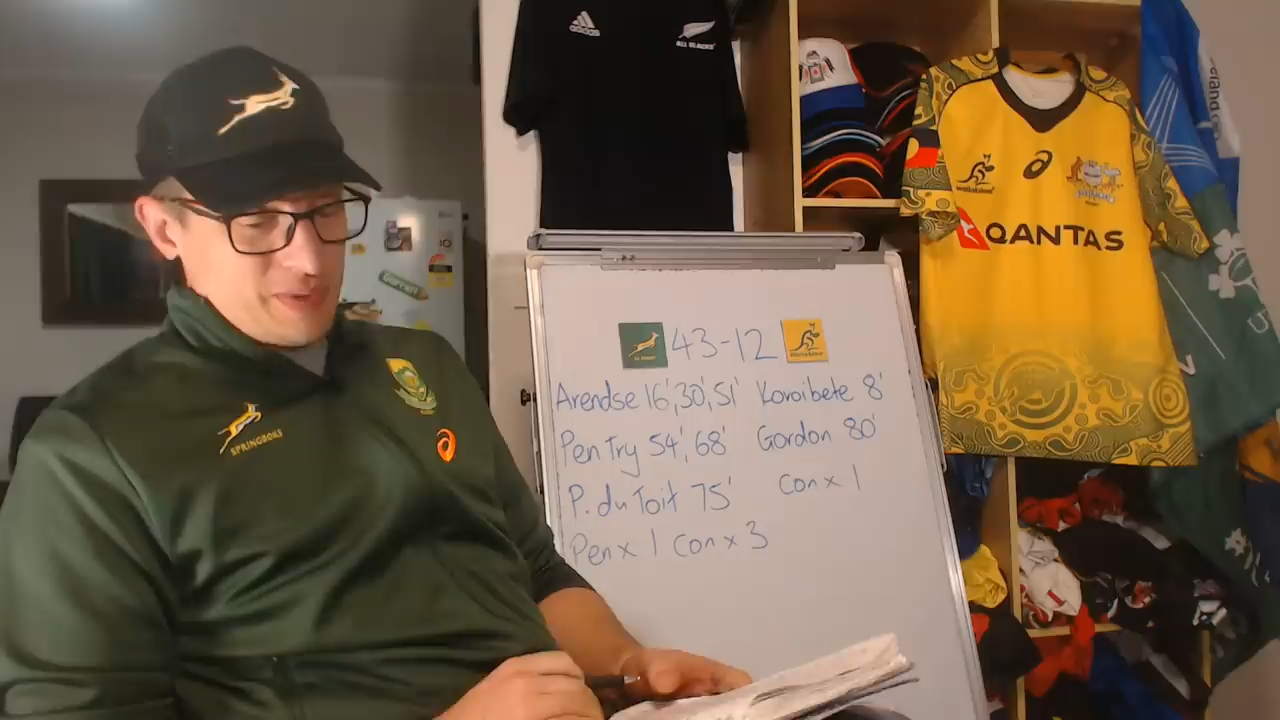 adidas
ALL BLACKS
Wallabies
QANTAS
SPRINGBOKS
43-12
Wallabies
Arendse 16',30',51' Koroibete 8'
Pen Try 54',68' Gordon 80'
P. du Toit 75' con x 1
Pen x 1 con x 3